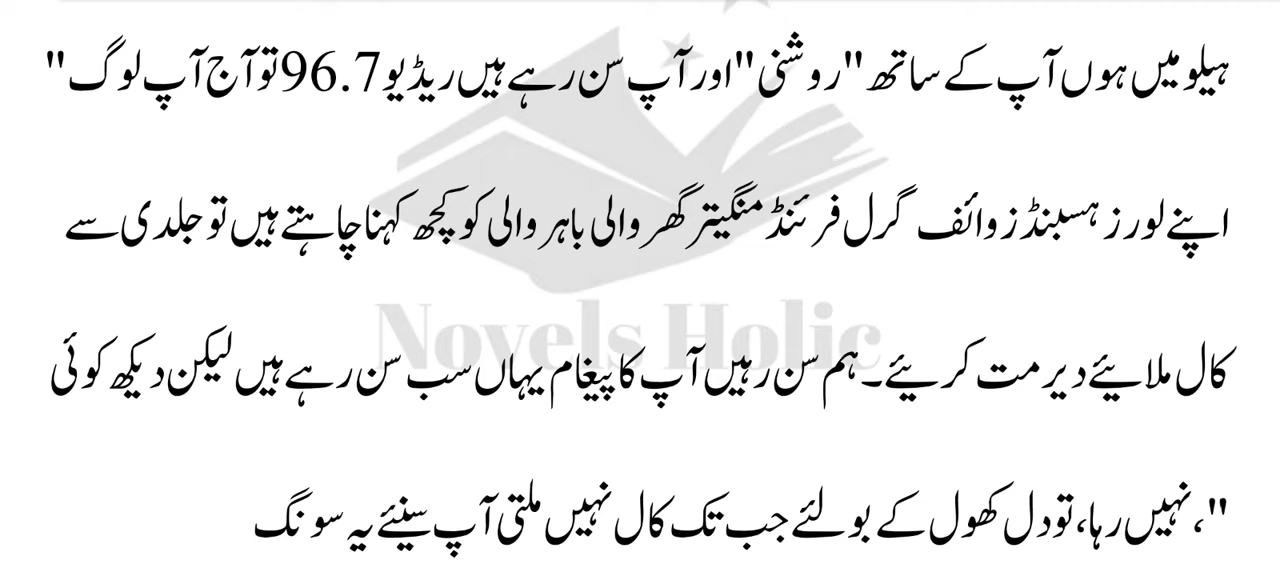 ہیلو میں ہوں آپ کے ساتھ "روشنی" اور آپ سن رہے ہیں ریڈیو 96.7 تو آج آپ لوگ "
اپنے لورز ہسبنڈز وائف گرل فرئنڈ منگیتر گھر والی باہر والی کو کچھ کہنا چاہتے ہیں تو جلدی سے
کال ملایئے دیر مت کریئے۔ ہم سن رہیں آپ کا پیغام یہاں سب سن رہے ہیں لیکن دیکھ کوئی
"، نہیں رہا، تو دل کھول کے بولئے جب تک کال نہیں ملتی آپ سنیئے یہ سونگ
Novels Holic